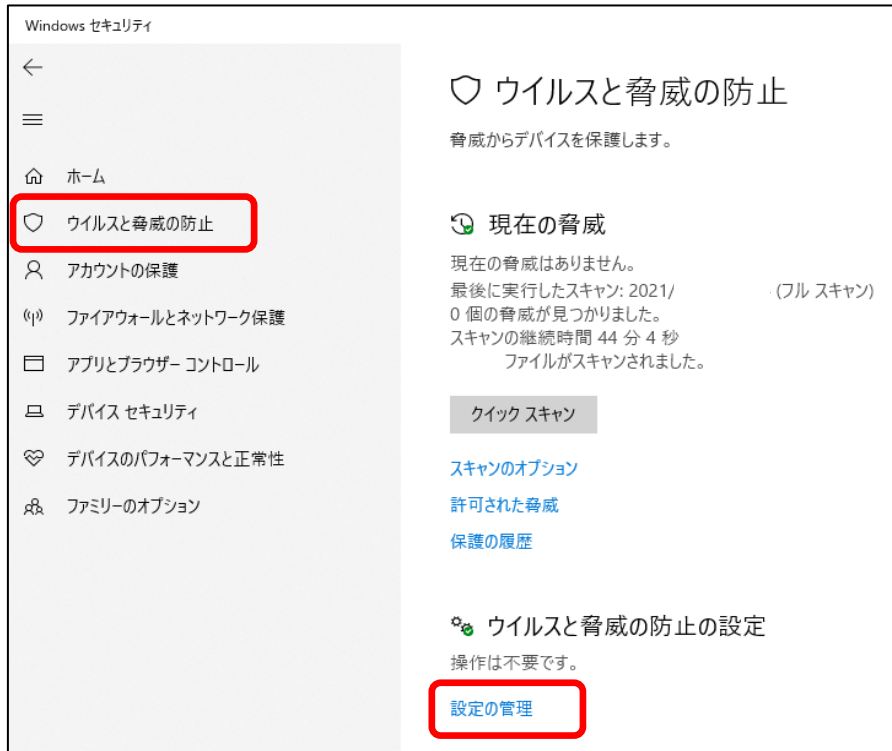 Windows セキュリティ
ホーム
ウイルスと脅威の防止
アカウントの保護
ファイアウォールとネットワーク保護
アプリとブラウザー コントロール
デバイス セキュリティ
デバイスのパフォーマンスと正常性
ファミリーのオプション
ウイルスと脅威の防止
脅威からデバイスを保護します。
現在の脅威
現在の脅威はありません。
最後に実行したスキャン: 2021/ (フル スキャン)
0 個の脅威が見つかりました。
スキャンの継続時間 44 分 4 秒
ファイルがスキャンされました。
クイック スキャン
スキャンのオプション
許可された脅威
保護の履歴
ウイルスと脅威の防止の設定
操作は不要です。
設定の管理